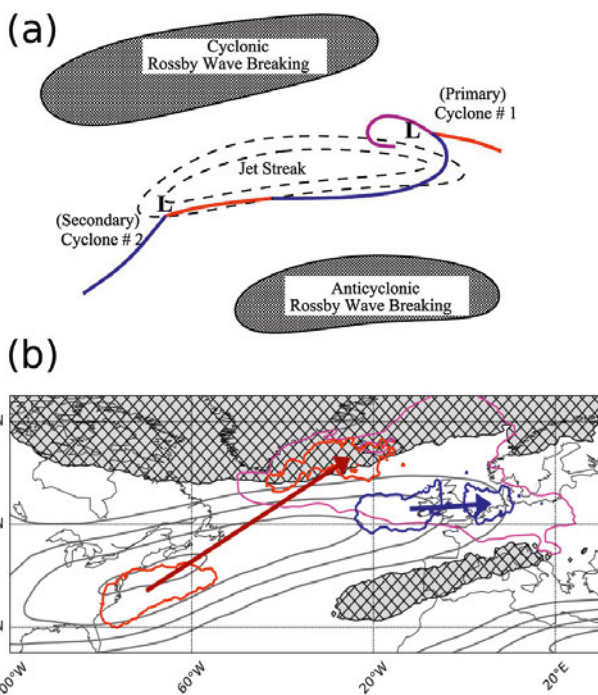 (a)
Cyclonic
Rossby Wave Breaking
(Primary)
Cyclone # 1
L
Jet Streak
L
(Secondary)
Cyclone # 2
Anticyclonic
Rossby Wave Breaking
(b)
N
N
N
00°W
60°W
20°W
20°E